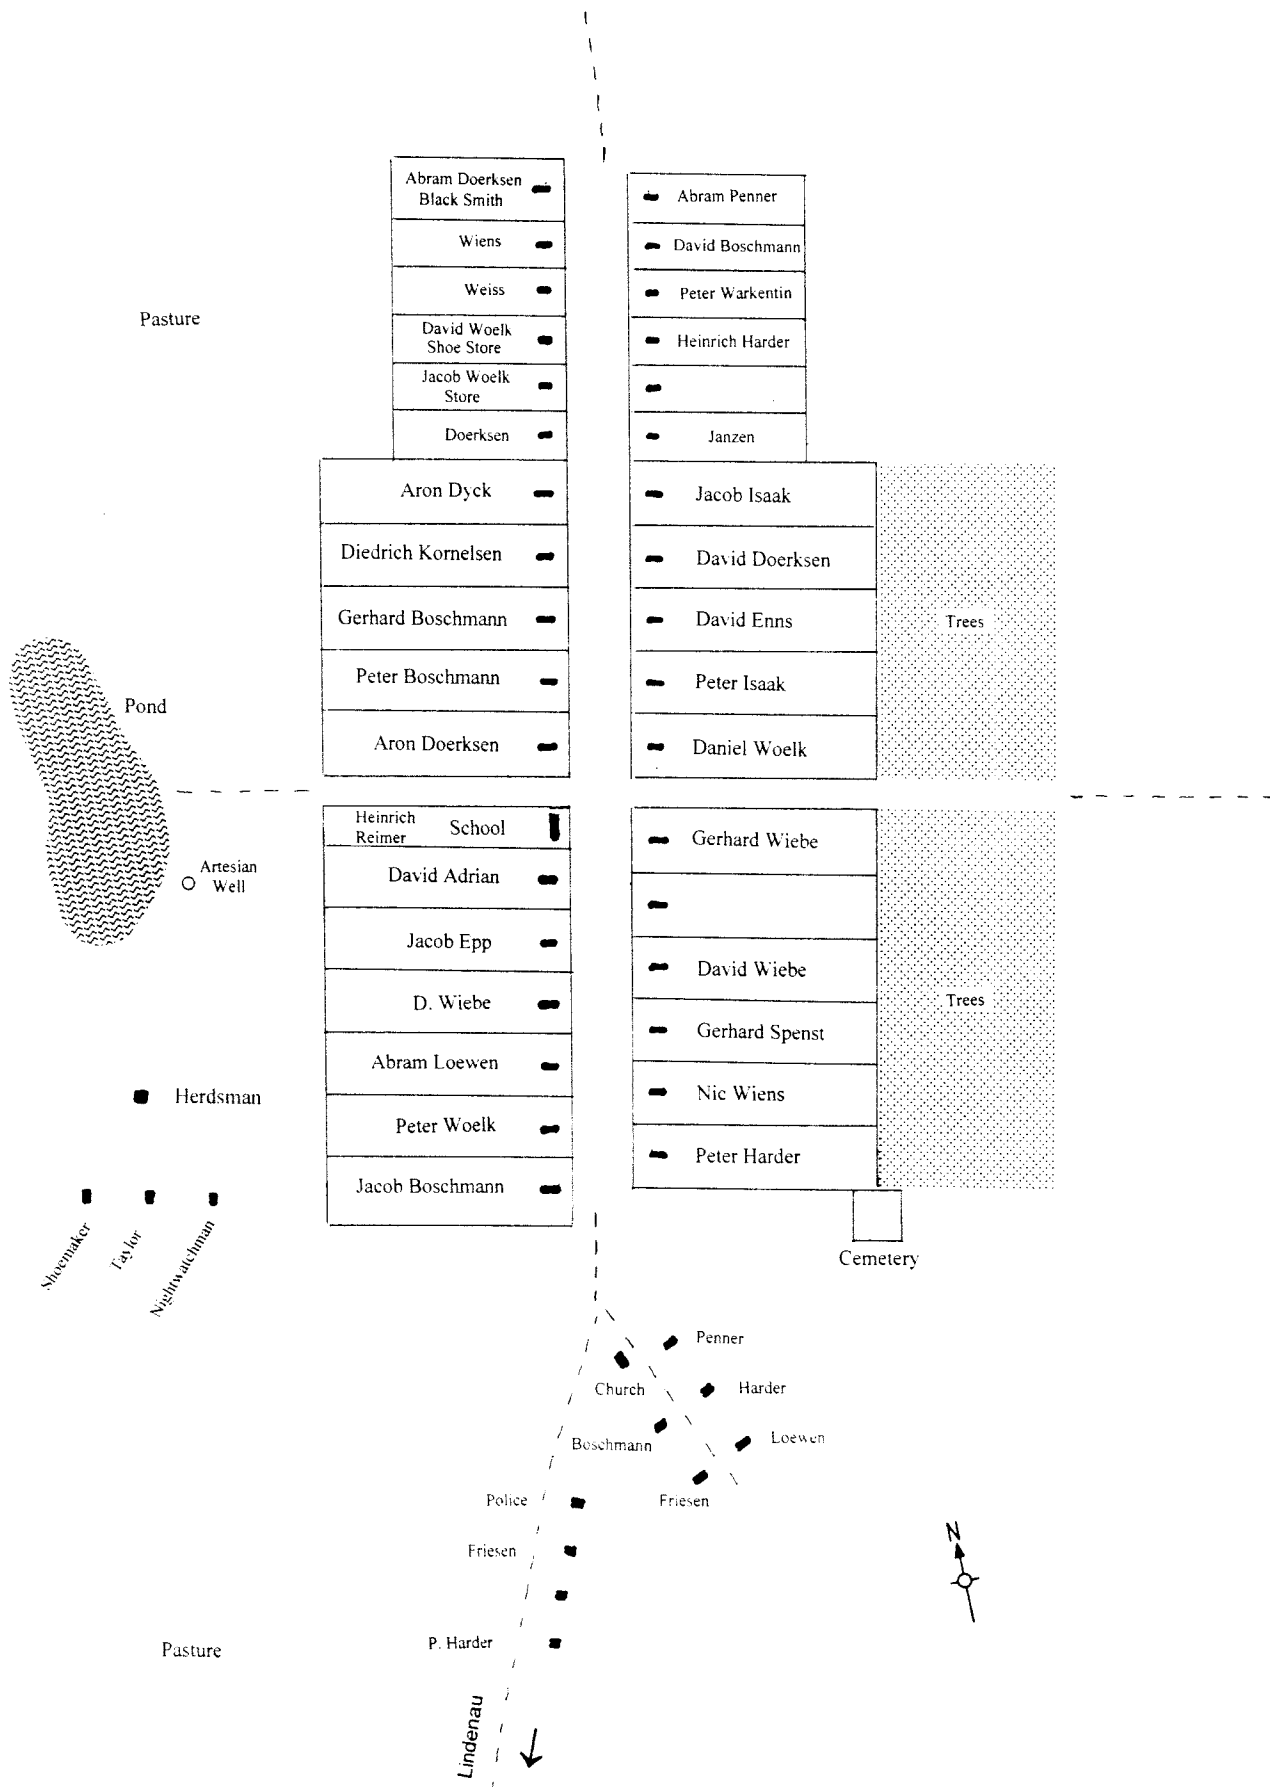 Abram Doerksen
Black Smith
Wiens
Weiss
David Woelk
Shoe Store
Jacob Woelk
Store
Doerksen
Abram Penner
David Boschmann
Peter Warkentin
Heinrich Harder
Janzen
Pasture
Aron Dyck
Diedrich Kornelsen
Gerhard Boschmann
Peter Boschmann
Aron Doerksen
Jacob Isaak
David Doerksen
David Enns
Peter Isaak
Daniel Woelk
Trees
Pond
Artesian
Well
Heinrich
Reimer
School
David Adrian
Jacob Epp
D. Wiebe
Abram Loewen
Peter Woelk
Jacob Boschmann
Gerhard Wiebe
David Wiebe
Gerhard Spenst
Nic Wiens
Peter Harder
Trees
Herdsman
Shoemaker
Taylor
Nightwatchman
Cemetery
Penner
Church
Harder
Boschmann
Loewen
Friesen
Police
Friesen
P. Harder
N
Pasture
Lindenau